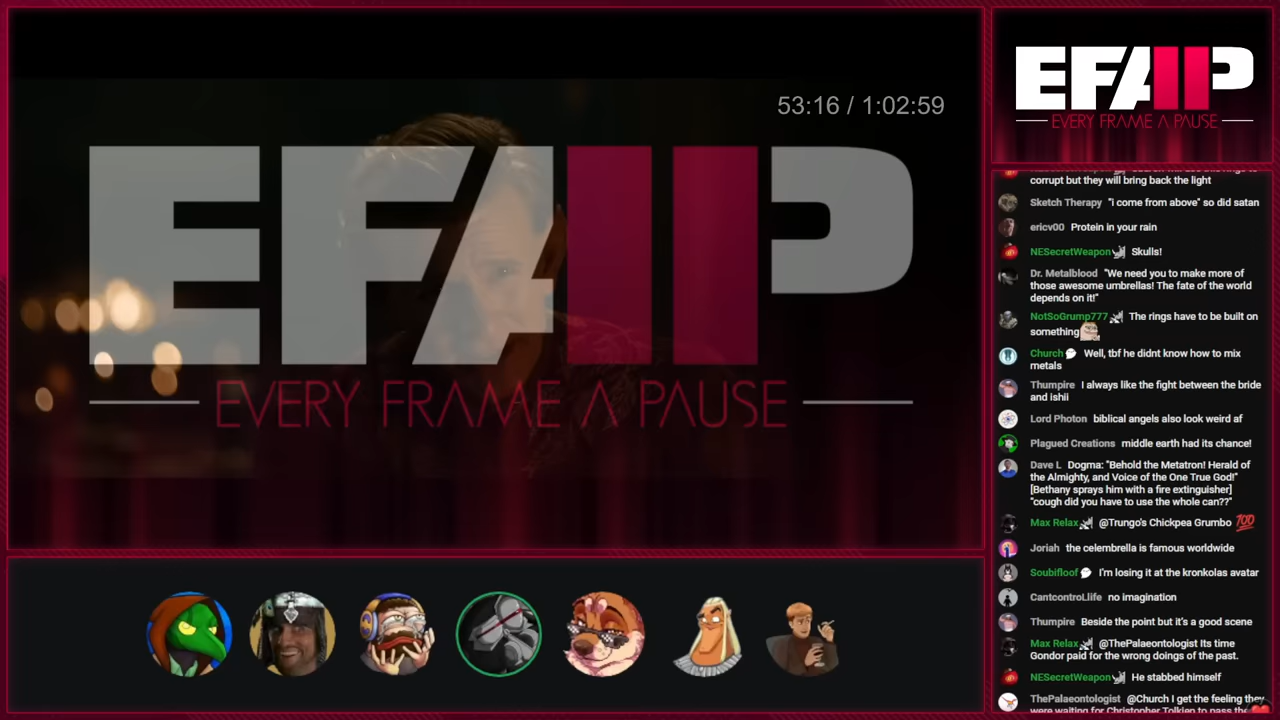 53:16 / 1:02:59
EFAP
EVERY FRAME A PAUSE
EFAP
EVERY FRAME A PAUSE
corrupt but they will bring back the light
Sketch Therapy "i come from above" so did satan
ericv00 Protein in your rain
NESecretWeapon Skulls!
Dr. Metalblood "We need you to make more of
those awesome umbrellas! The fate of the world
depends on it!"
NotSoGrump777 The rings have to be built on
something
Church Well, tbf he didnt know how to mix
metals
Thumpire I always like the fight between the bride
and ishii
Lord Photon biblical angels also look weird af
Plagued Creations middle earth had its chance!
Dave L Dogma: "Behold the Metatron! Herald of
the Almighty, and Voice of the One True God!"
[Bethany sprays him with a fire extinguisher]
"cough did you have to use the whole can??"
Max Relax @Trungo's Chickpea Grumbo 100
Joriah the celembrella is famous worldwide
Soubifloof I'm losing it at the kronkolas avatar
CantcontroLlife no imagination
Thumpire Beside the point but it's a good scene
Max Relax @ThePalaeontologist Its time
Gondor paid for the wrong doings of the past.
NESecretWeapon He stabbed himself
ThePalaeontologist @Church I get the feeling they
were waiting for Christopher Tolkien to pass